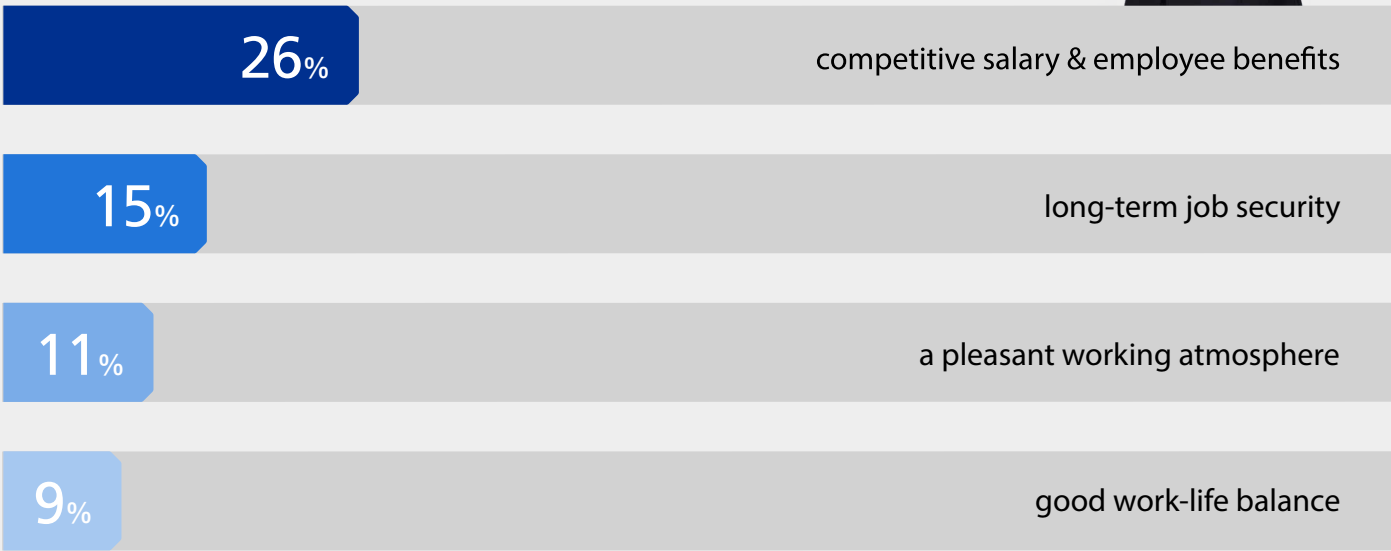 26% competitive salary & employee benefits
15% long-term job security
11% a pleasant working atmosphere
9% good work-life balance